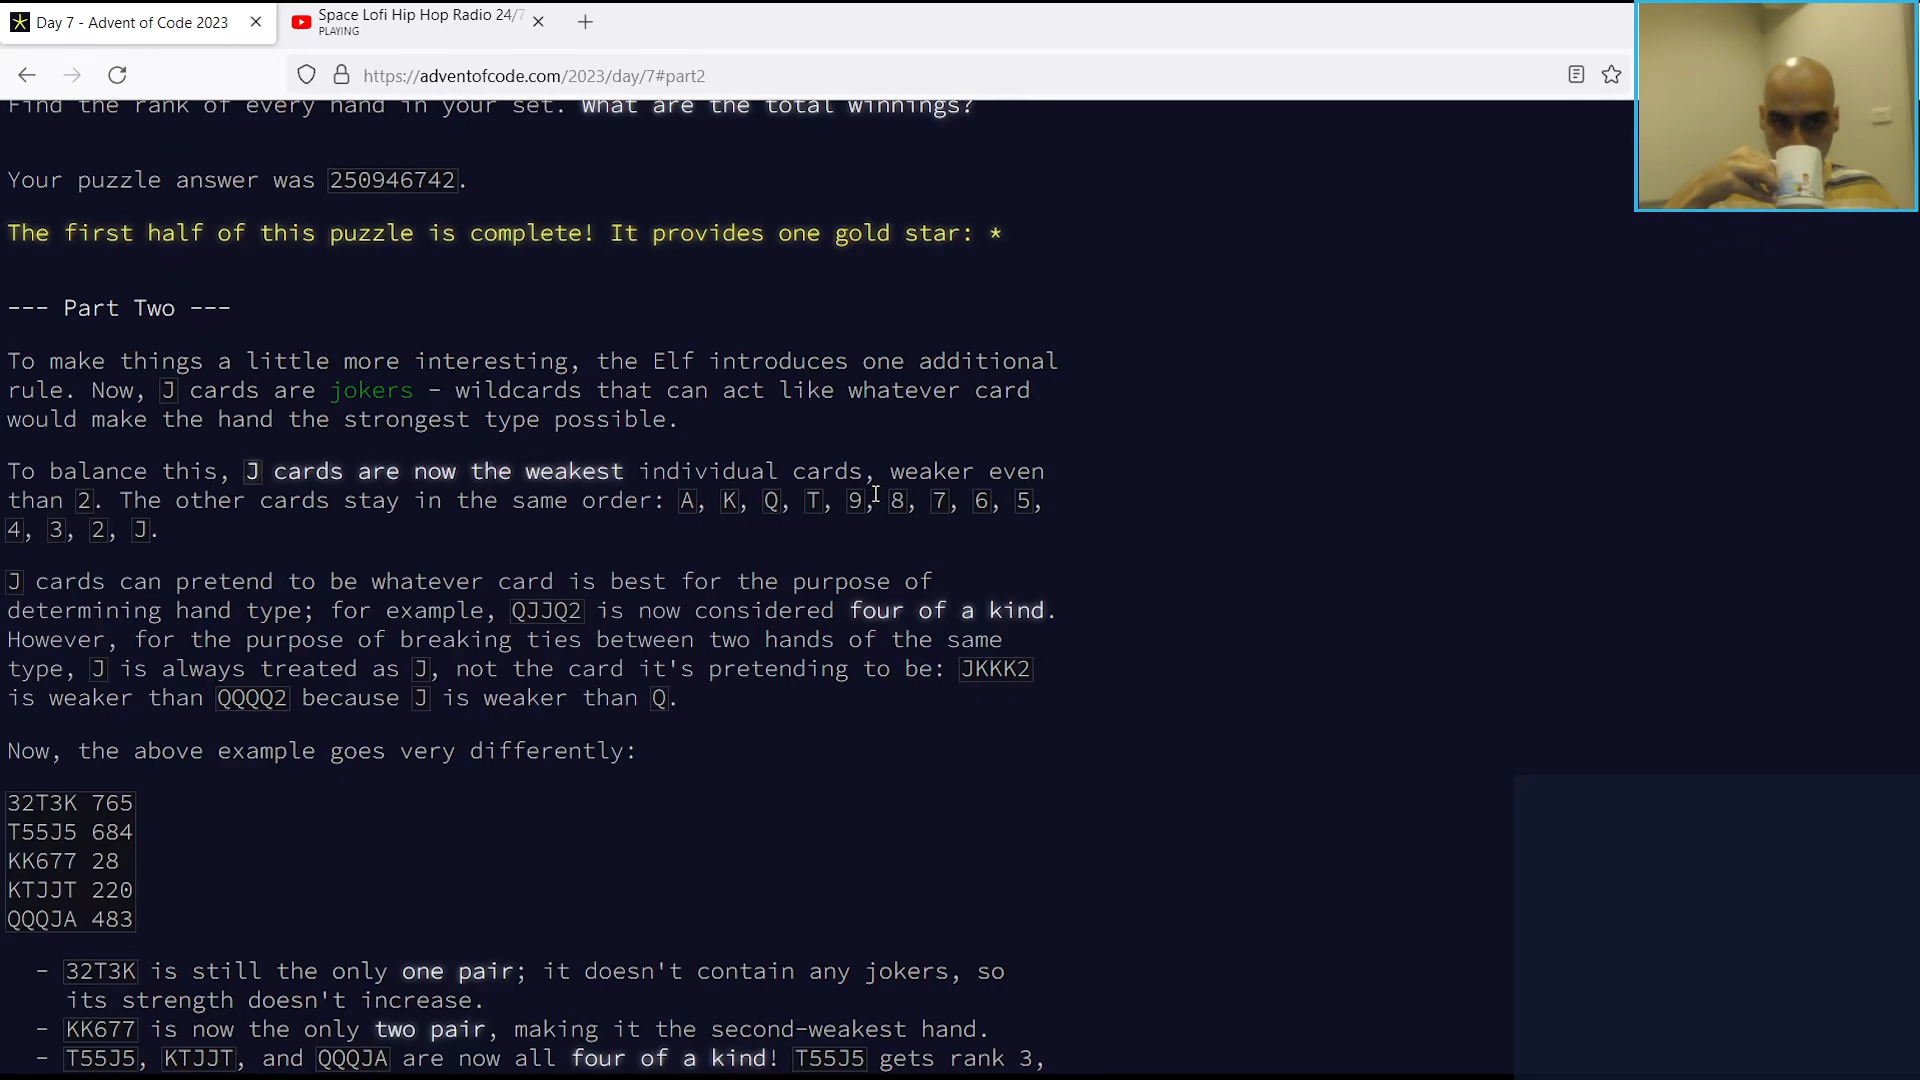 Day 7 - Advent of Code 2023
Space Lofi Hip Hop Radio 24/7
PLAYING
https://adventofcode.com/2023/day/7#part2
Find the rank of every hand in your set. What are the total winnings?
Your puzzle answer was 250946742.
The first half of this puzzle is complete! It provides one gold star: *
--- Part Two ---
To make things a little more interesting, the Elf introduces one additional
rule. Now, J cards are jokers - wildcards that can act like whatever card
would make the hand the strongest type possible.
To balance this, J cards are now the weakest individual cards, weaker even
than 2. The other cards stay in the same order: A, K, Q, T, 9, 8, 7, 6, 5,
4, 3, 2, J.
J cards can pretend to be whatever card is best for the purpose of
determining hand type; for example, QJJQ2 is now considered four of a kind.
However, for the purpose of breaking ties between two hands of the same
type, J is always treated as J, not the card it's pretending to be: JKKK2
is weaker than QQQQ2 because J is weaker than Q.
Now, the above example goes very differently:
32T3K 765
T55J5 684
KK677 28
KTJJT 220
QQQJA 483
- 32T3K is still the only one pair; it doesn't contain any jokers, so
its strength doesn't increase.
- KK677 is now the only two pair, making it the second-weakest hand.
- T55J5, KTJJT, and QQQJA are now all four of a kind! T55J5 gets rank 3,